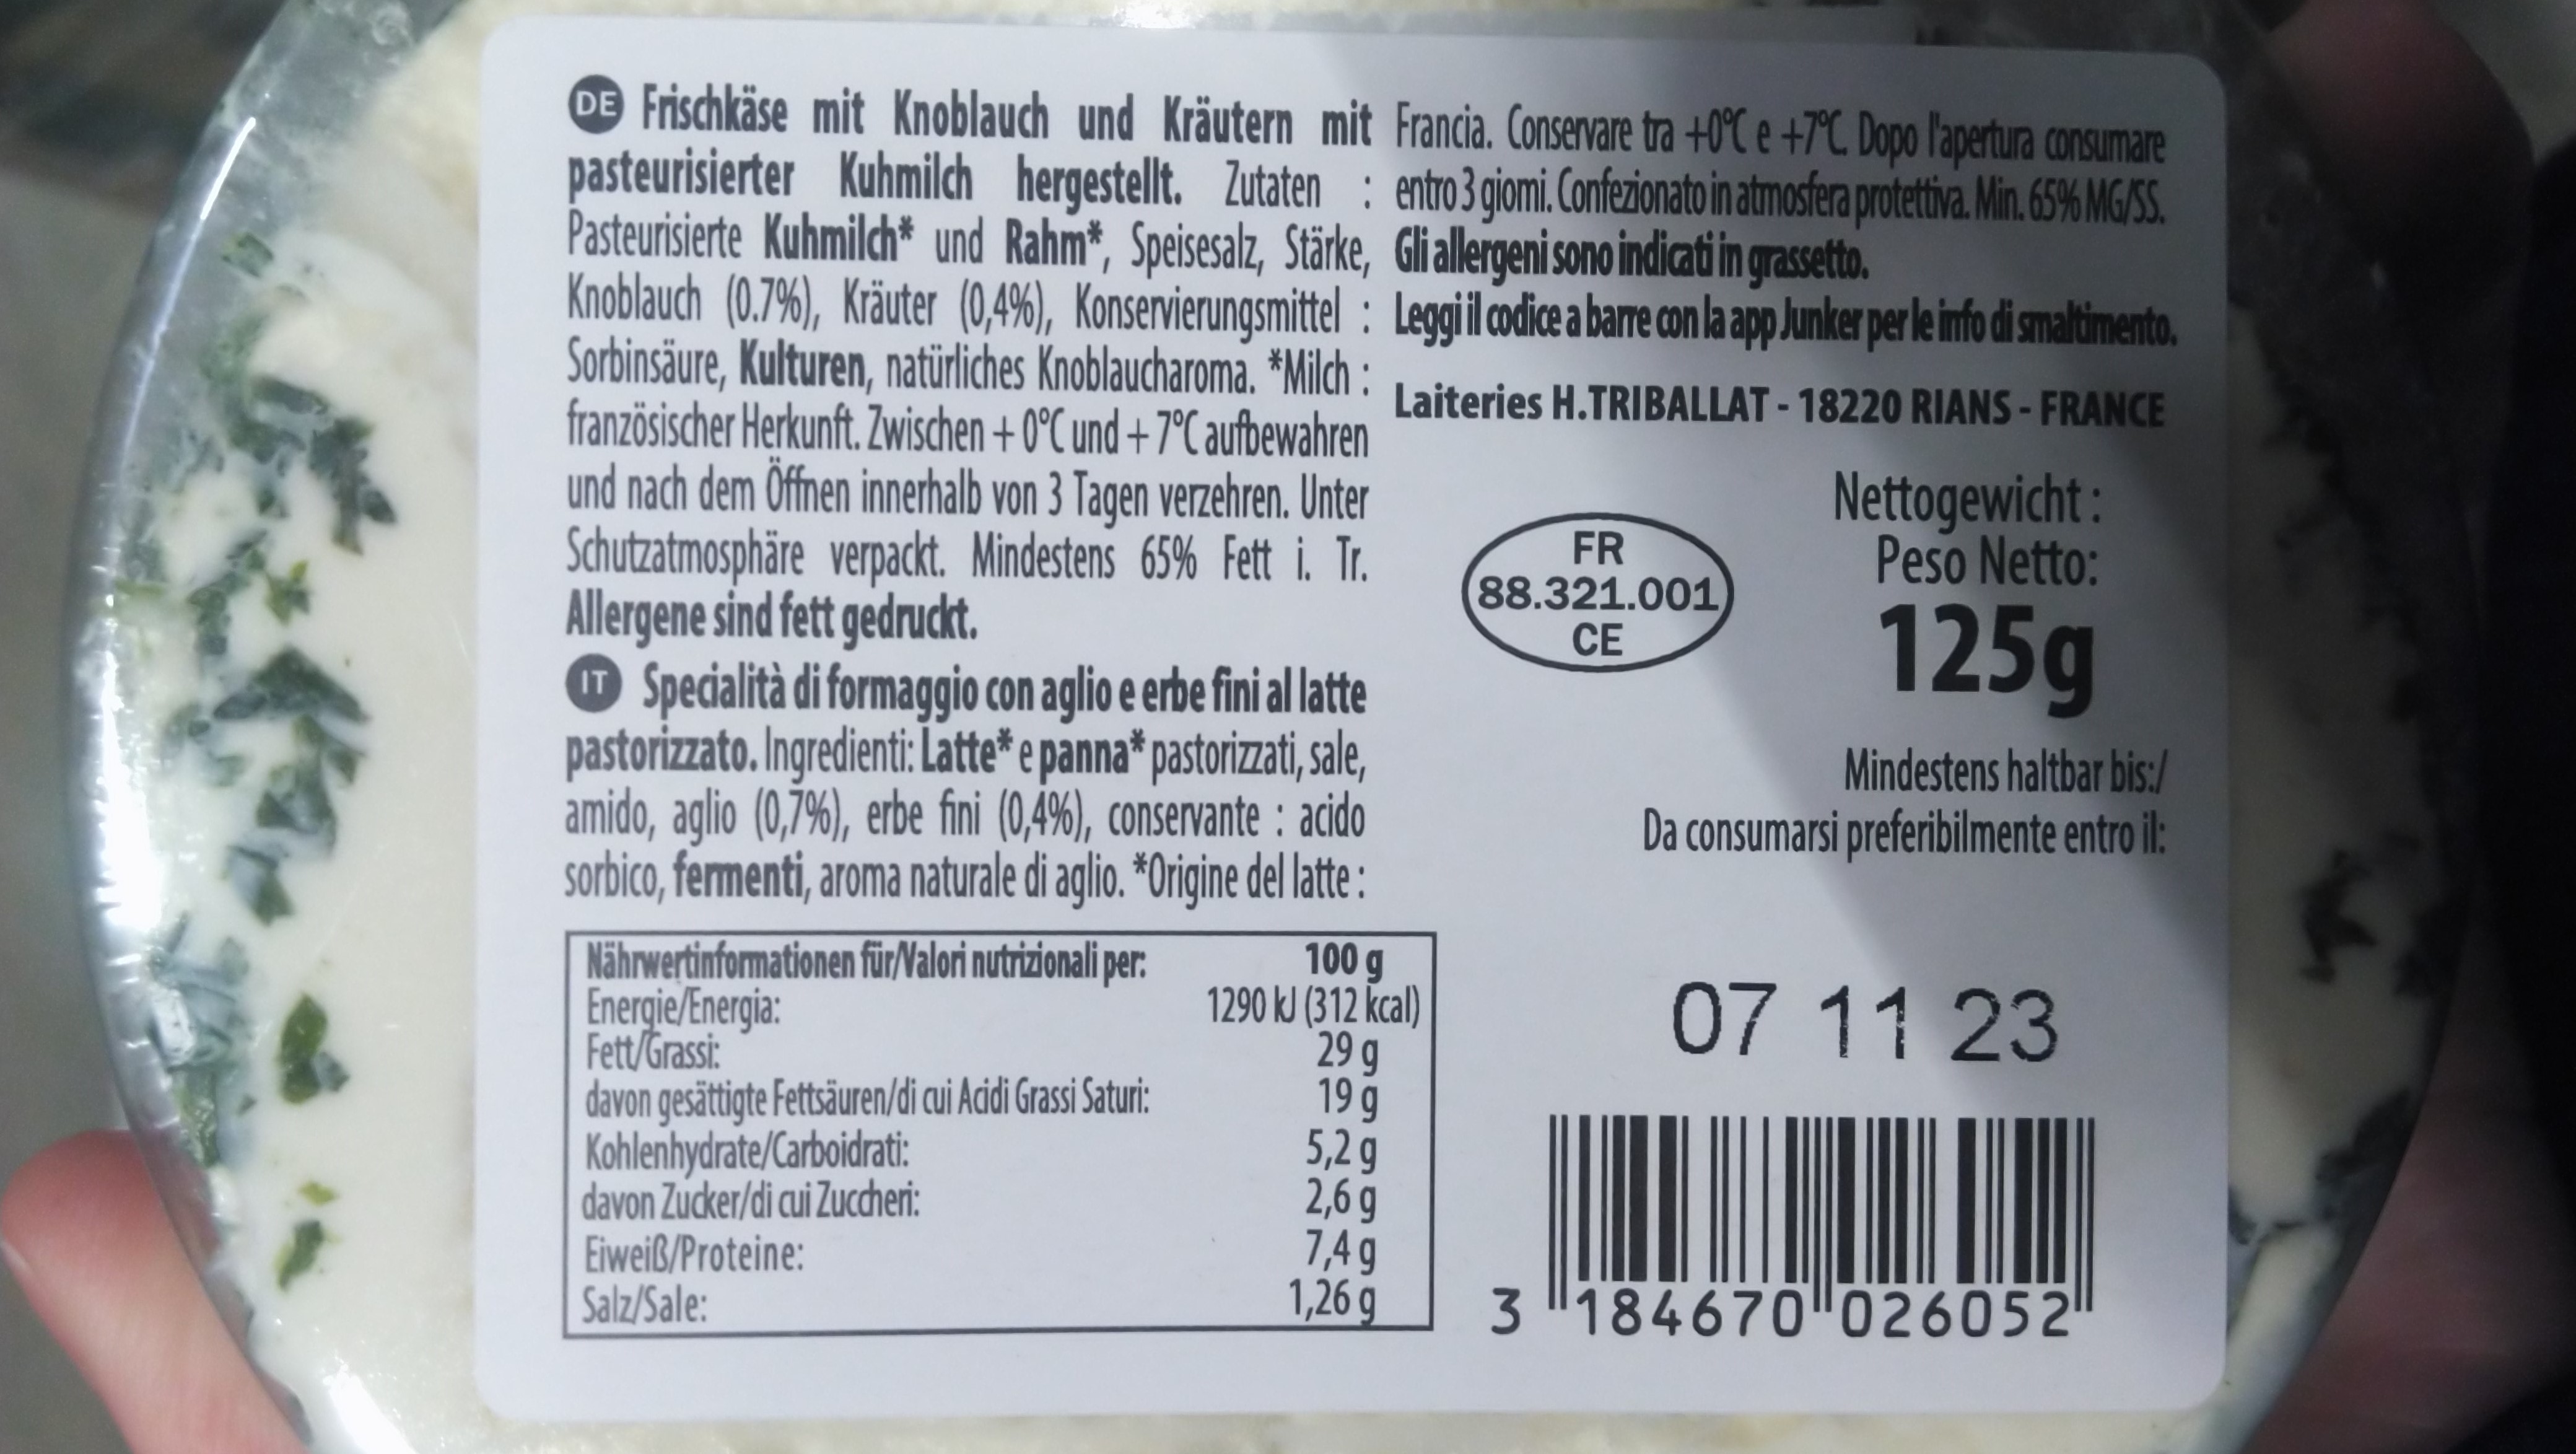 DE Frischkäse mit Knoblauch und Kräutern mit
pasteurisierter Kuhmilch hergestellt. Zutaten :
Pasteurisierte Kuhmilch* und Rahm*, Speisesalz, Stärke,
Knoblauch (0.7%), Kräuter (0,4%), Konservierungsmittel :
Sorbinsäure, Kulturen, natürliches Knoblaucharoma. *Milch :
französischer Herkunft. Zwischen + 0°C und + 7°C aufbewahren
und nach dem Öffnen innerhalb von 3 Tagen verzehren. Unter
Schutzatmosphäre verpackt. Mindestens 65% Fett i. Tr.
Allergene sind fett gedruckt.
IT Specialità di formaggio con aglio e erbe fini al latte
pastorizzato. Ingredienti: Latte* e panna* pastorizzati, sale,
amido, aglio (0,7%), erbe fini (0,4%), conservante : acido
sorbico, fermenti, aroma naturale di aglio. *Origine del latte :
Francia. Conservare tra +0°C e +7°C. Dopo l'apertura consumare
entro 3 giorni. Confezionato in atmosfera protettiva. Min. 65% MG/SS.
Gli allergeni sono indicati in grassetto.
Leggi il codice a barre con la app Junker per le info di smaltimento.
Laiteries H.TRIBALLAT - 18220 RIANS - FRANCE
FR
88.321.001
CE
Nettogewicht :
Peso Netto:
125g
Mindestens haltbar bis:/
Da consumarsi preferibilmente entro il:
07 11 23
Nährwertinformationen für/Valori nutrizionali per: 100 g
Energie/Energia: 1290 kJ (312 kcal)
Fett/Grassi: 29 g
davon gesättigte Fettsäuren/di cui Acidi Grassi Saturi: 19 g
Kohlenhydrate/Carboidrati: 5,2 g
davon Zucker/di cui Zuccheri: 2,6 g
Eiweiß/Proteine: 7,4 g
Salz/Sale: 1,26 g
3 184670 026052